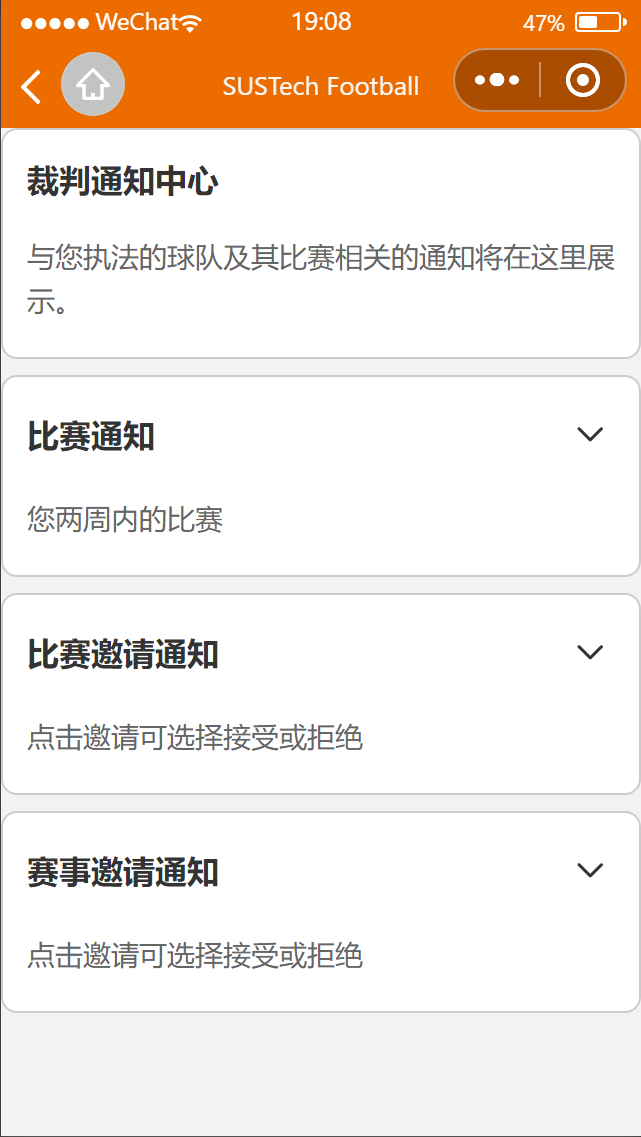 WeChat 19:08 47%
SUSTech Football
裁判通知中心
与您执法的球队及其比赛相关的通知将在这里展
示。
比赛通知
您两周内的比赛
比赛邀请通知
点击邀请可选择接受或拒绝
赛事邀请通知
点击邀请可选择接受或拒绝